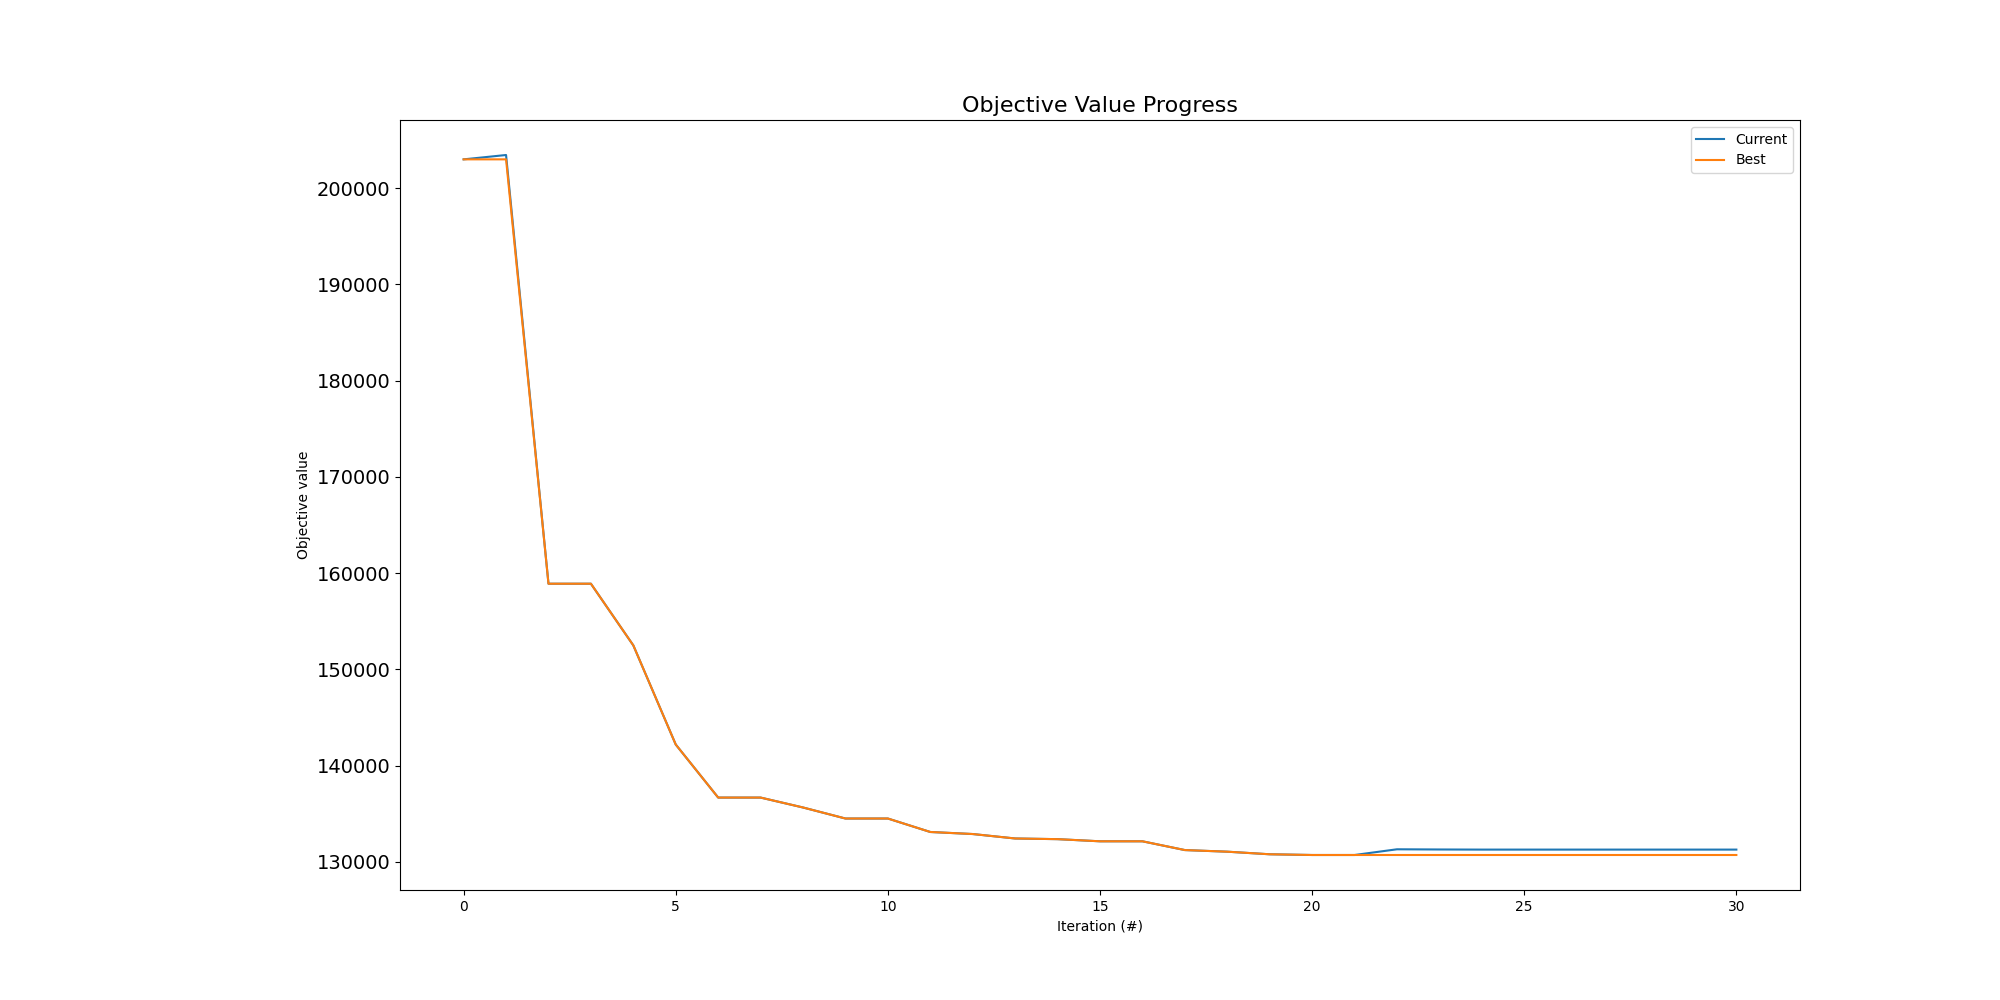 Objective Value Progress
Current
Best
200000
190000
180000
170000
160000
150000
140000
130000
Objective value
0 5 10 15 20 25 30
Iteration (#)